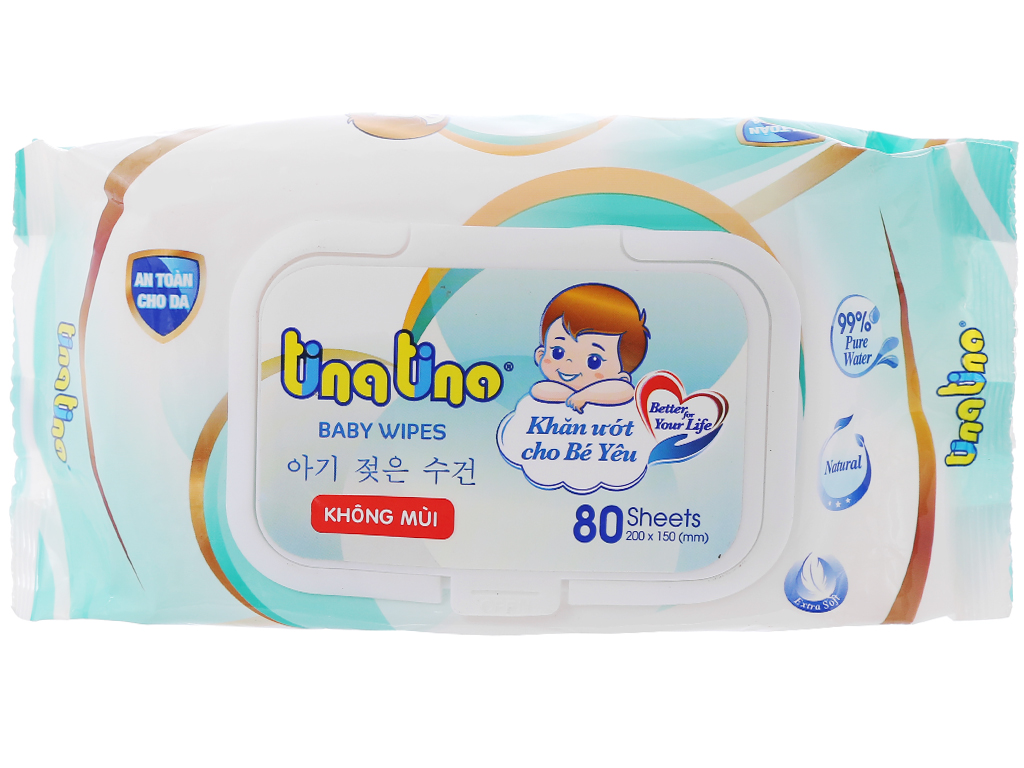 AN TOÀN
CHO DA
tinatino
tinatino®
BABY WIPES
아기 젖은 수건
KHÔNG MÙI
Khăn ướt
cho Bé Yêu
Better for
Your Life
80 Sheets
200 x 150 (mm)
99%
Pure
Water
Natural
Extra Soft
tinatino®
TOÀN